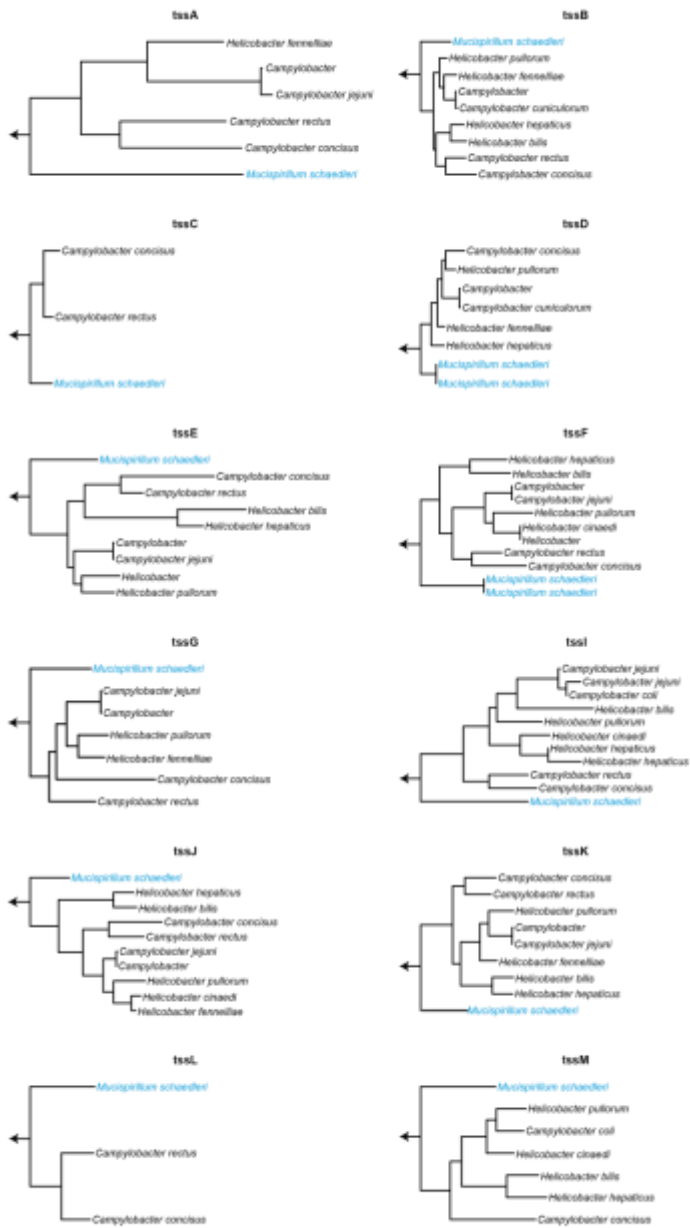 tssA
Helicobacter fennelliae
Campylobacter
Campylobacter jejuni
Campylobacter rectus
Campylobacter concisus
Mucispirillum schaedleri
tssB
Mucispirillum schaedleri
Helicobacter pullorum
Helicobacter fennelliae
Campylobacter
Campylobacter cuniculorum
Helicobacter hepaticus
Helicobacter bilis
Campylobacter rectus
Campylobacter concisus
tssC
Campylobacter concisus
Campylobacter rectus
Mucispirillum schaedleri
tssD
Campylobacter concisus
Helicobacter pullorum
Campylobacter
Campylobacter cuniculorum
Helicobacter fennelliae
Helicobacter hepaticus
Mucispirillum schaedleri
Mucispirillum schaedleri
tssE
Mucispirillum schaedleri
Campylobacter concisus
Campylobacter rectus
Helicobacter bilis
Helicobacter hepaticus
Campylobacter
Campylobacter jejuni
Helicobacter
Helicobacter pullorum
tssF
Helicobacter hepaticus
Helicobacter bilis
Campylobacter
Campylobacter jejuni
Helicobacter pullorum
Helicobacter cinaedi
Helicobacter
Campylobacter rectus
Campylobacter concisus
Mucispirillum schaedleri
Mucispirillum schaedleri
tssG
Mucispirillum schaedleri
Campylobacter jejuni
Campylobacter
Helicobacter pullorum
Helicobacter fennelliae
Campylobacter concisus
Campylobacter rectus
tssI
Campylobacter jejuni
Campylobacter jejuni
Campylobacter coli
Helicobacter bilis
Helicobacter pullorum
Helicobacter cinaedi
Helicobacter hepaticus
Helicobacter hepaticus
Campylobacter rectus
Campylobacter concisus
Mucispirillum schaedleri
tssJ
Mucispirillum schaedleri
Helicobacter hepaticus
Helicobacter bilis
Campylobacter concisus
Campylobacter rectus
Campylobacter jejuni
Campylobacter
Helicobacter pullorum
Helicobacter cinaedi
Helicobacter fennelliae
tssK
Campylobacter concisus
Campylobacter rectus
Helicobacter pullorum
Campylobacter
Campylobacter jejuni
Helicobacter fennelliae
Helicobacter bilis
Helicobacter hepaticus
Mucispirillum schaedleri
tssL
Mucispirillum schaedleri
Campylobacter rectus
Campylobacter concisus
tssM
Mucispirillum schaedleri
Helicobacter pullorum
Campylobacter coli
Helicobacter cinaedi
Helicobacter bilis
Helicobacter hepaticus
Campylobacter concisus